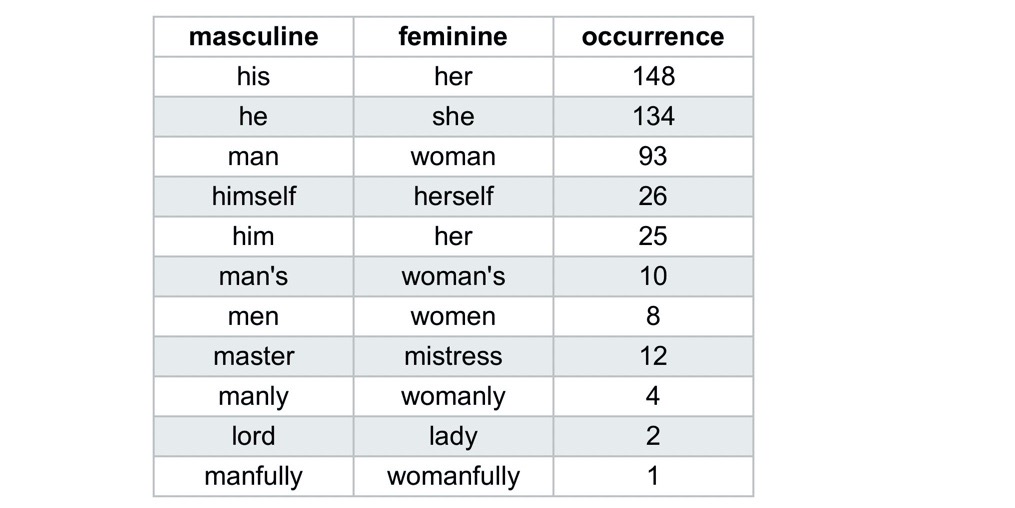 masculine feminine occurrence
his her 148
he she 134
man woman 93
himself herself 26
him her 25
man's woman's 10
men women 8
master mistress 12
manly womanly 4
lord lady 2
manfully womanfully 1